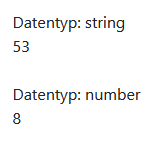 Datentyp: string
53
Datentyp: number
8